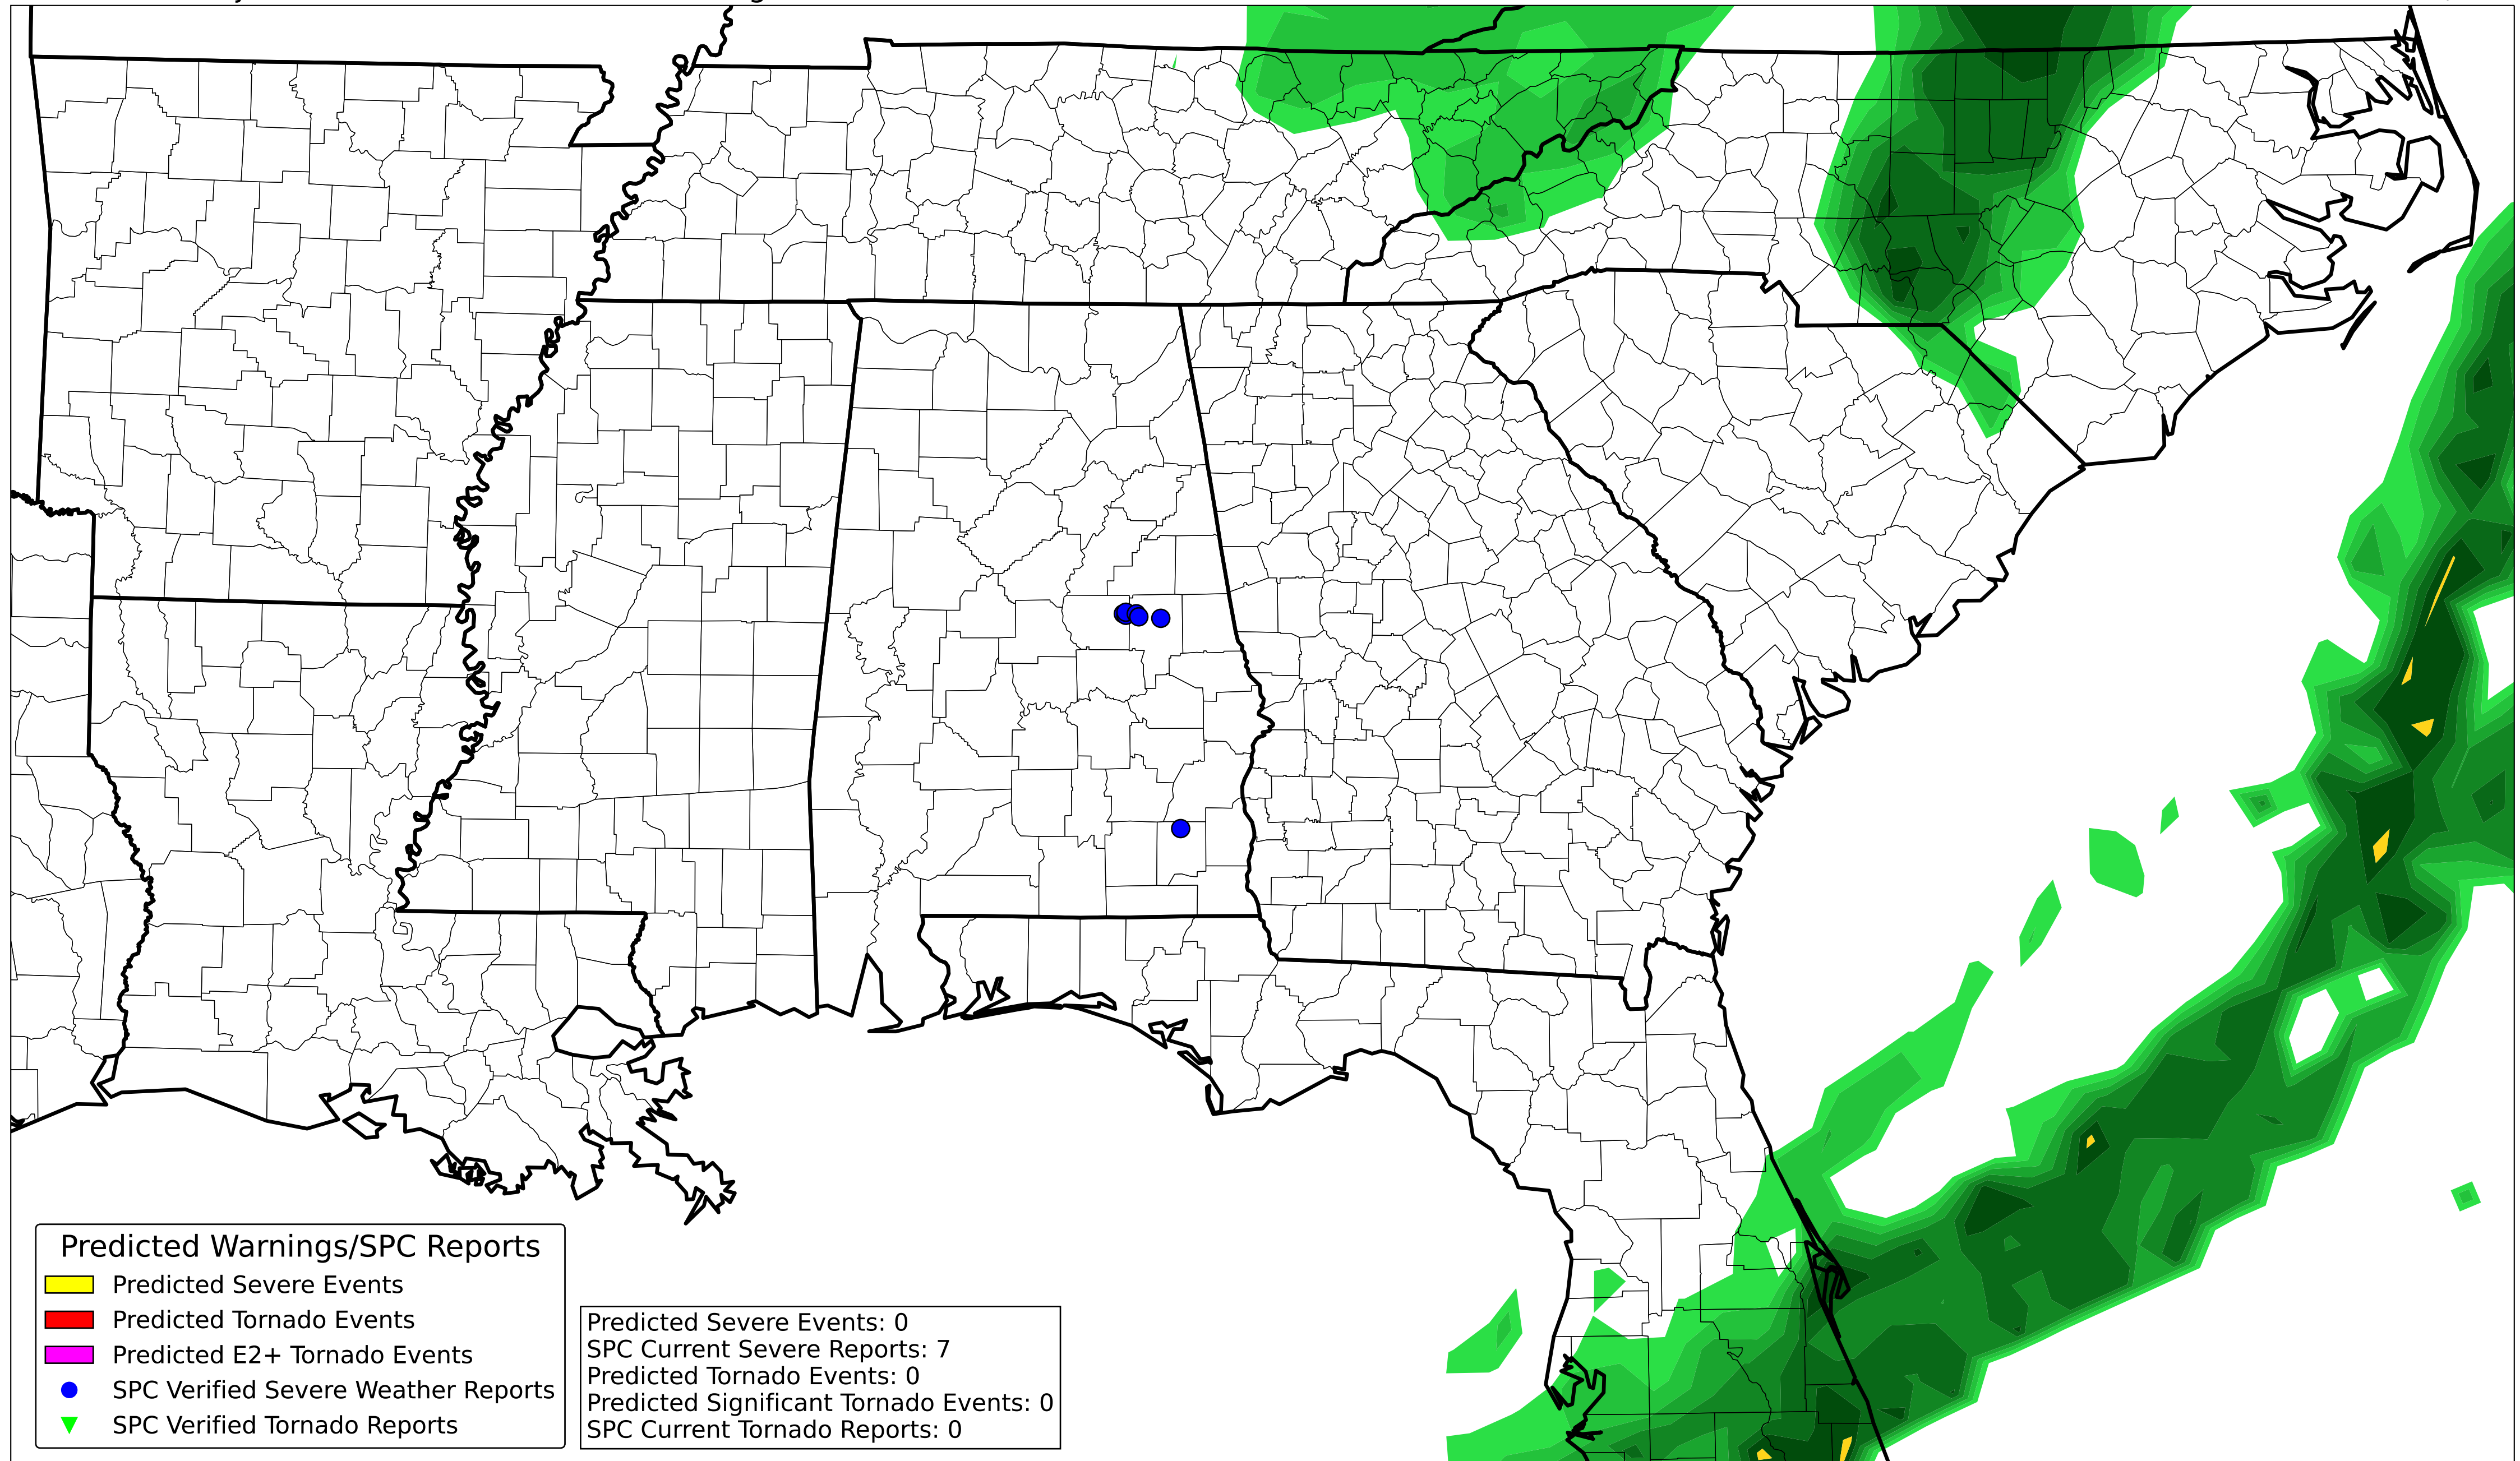 Predicted Warnings/SPC Reports
Predicted Severe Events
Predicted Tornado Events
Predicted E2+ Tornado Events
SPC Verified Severe Weather Reports
SPC Verified Tornado Reports
Predicted Severe Events: 0
SPC Current Severe Reports: 7
Predicted Tornado Events: 0
Predicted Significant Tornado Events: 0
SPC Current Tornado Reports: 0